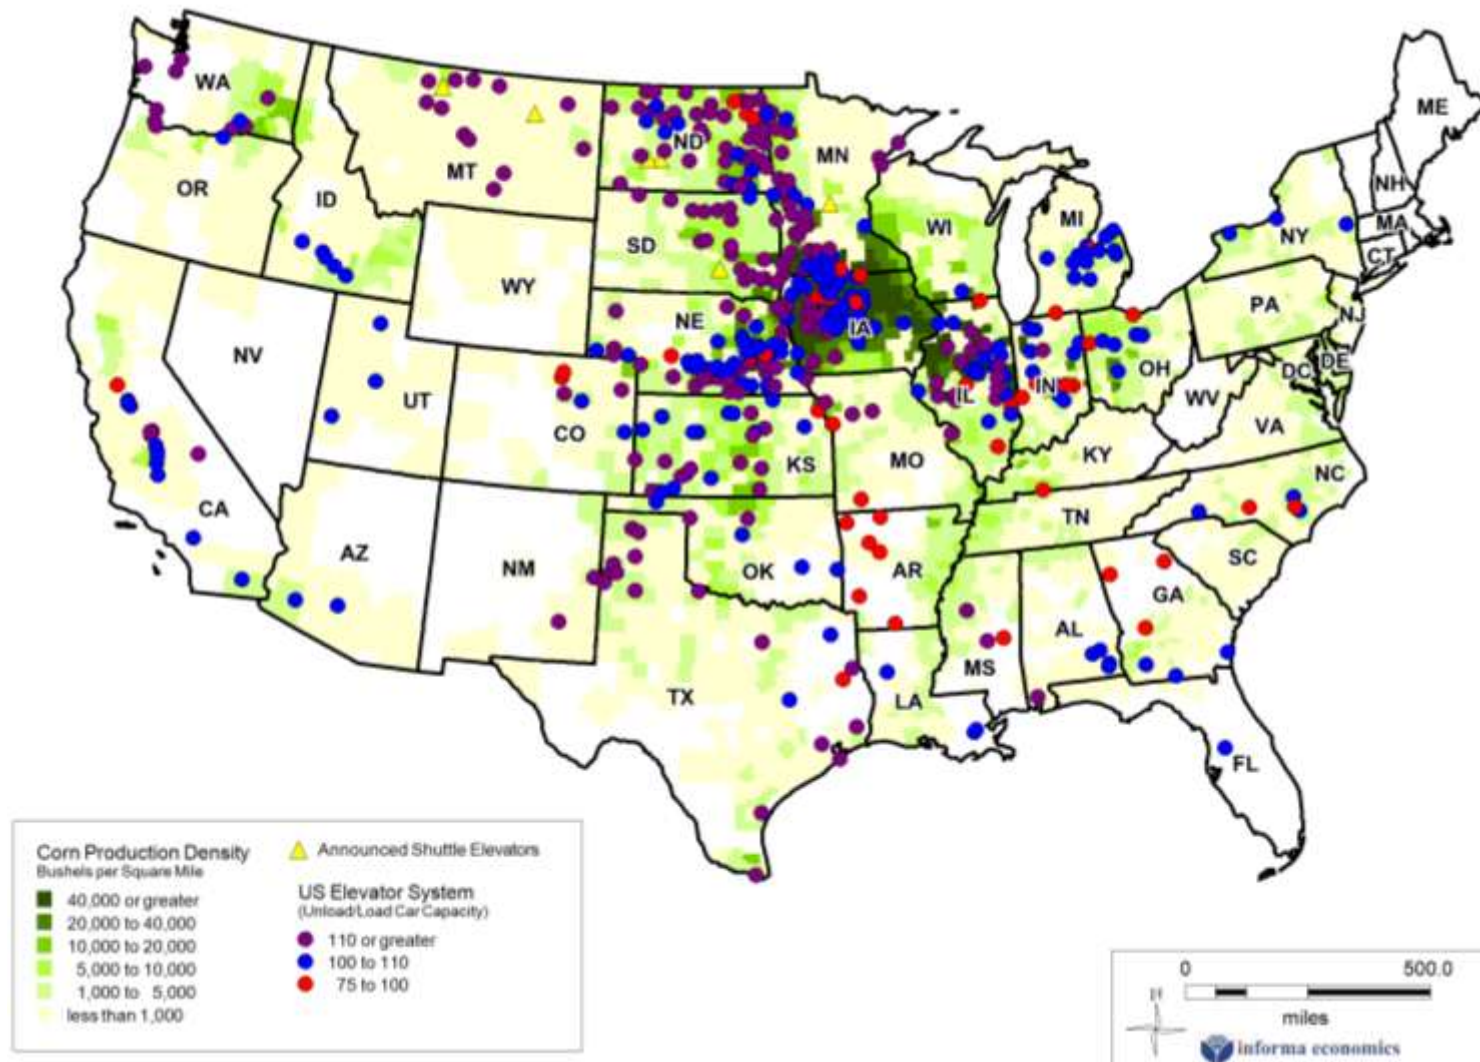 WA
ME
MT
ND
MN
OR
ID
NH
MI
WI
NY
MA
SD
CT
WY
PA
NE
IA
NJ
NV
OH
DE
IN
DC
UT
IL
WV
CO
VA
KS
MO
KY
NC
CA
TN
AZ
NM
OK
AR
SC
GA
AL
MS
TX
LA
FL
Corn Production Density
Bushels per Square Mile
40,000 or greater
20,000 to 40,000
10,000 to 20,000
5,000 to 10,000
1,000 to 5,000
less than 1,000
Announced Shuttle Elevators
US Elevator System
(Unload/Load Car Capacity)
110 or greater
100 to 110
75 to 100
0 500.0
N
miles
informa economics